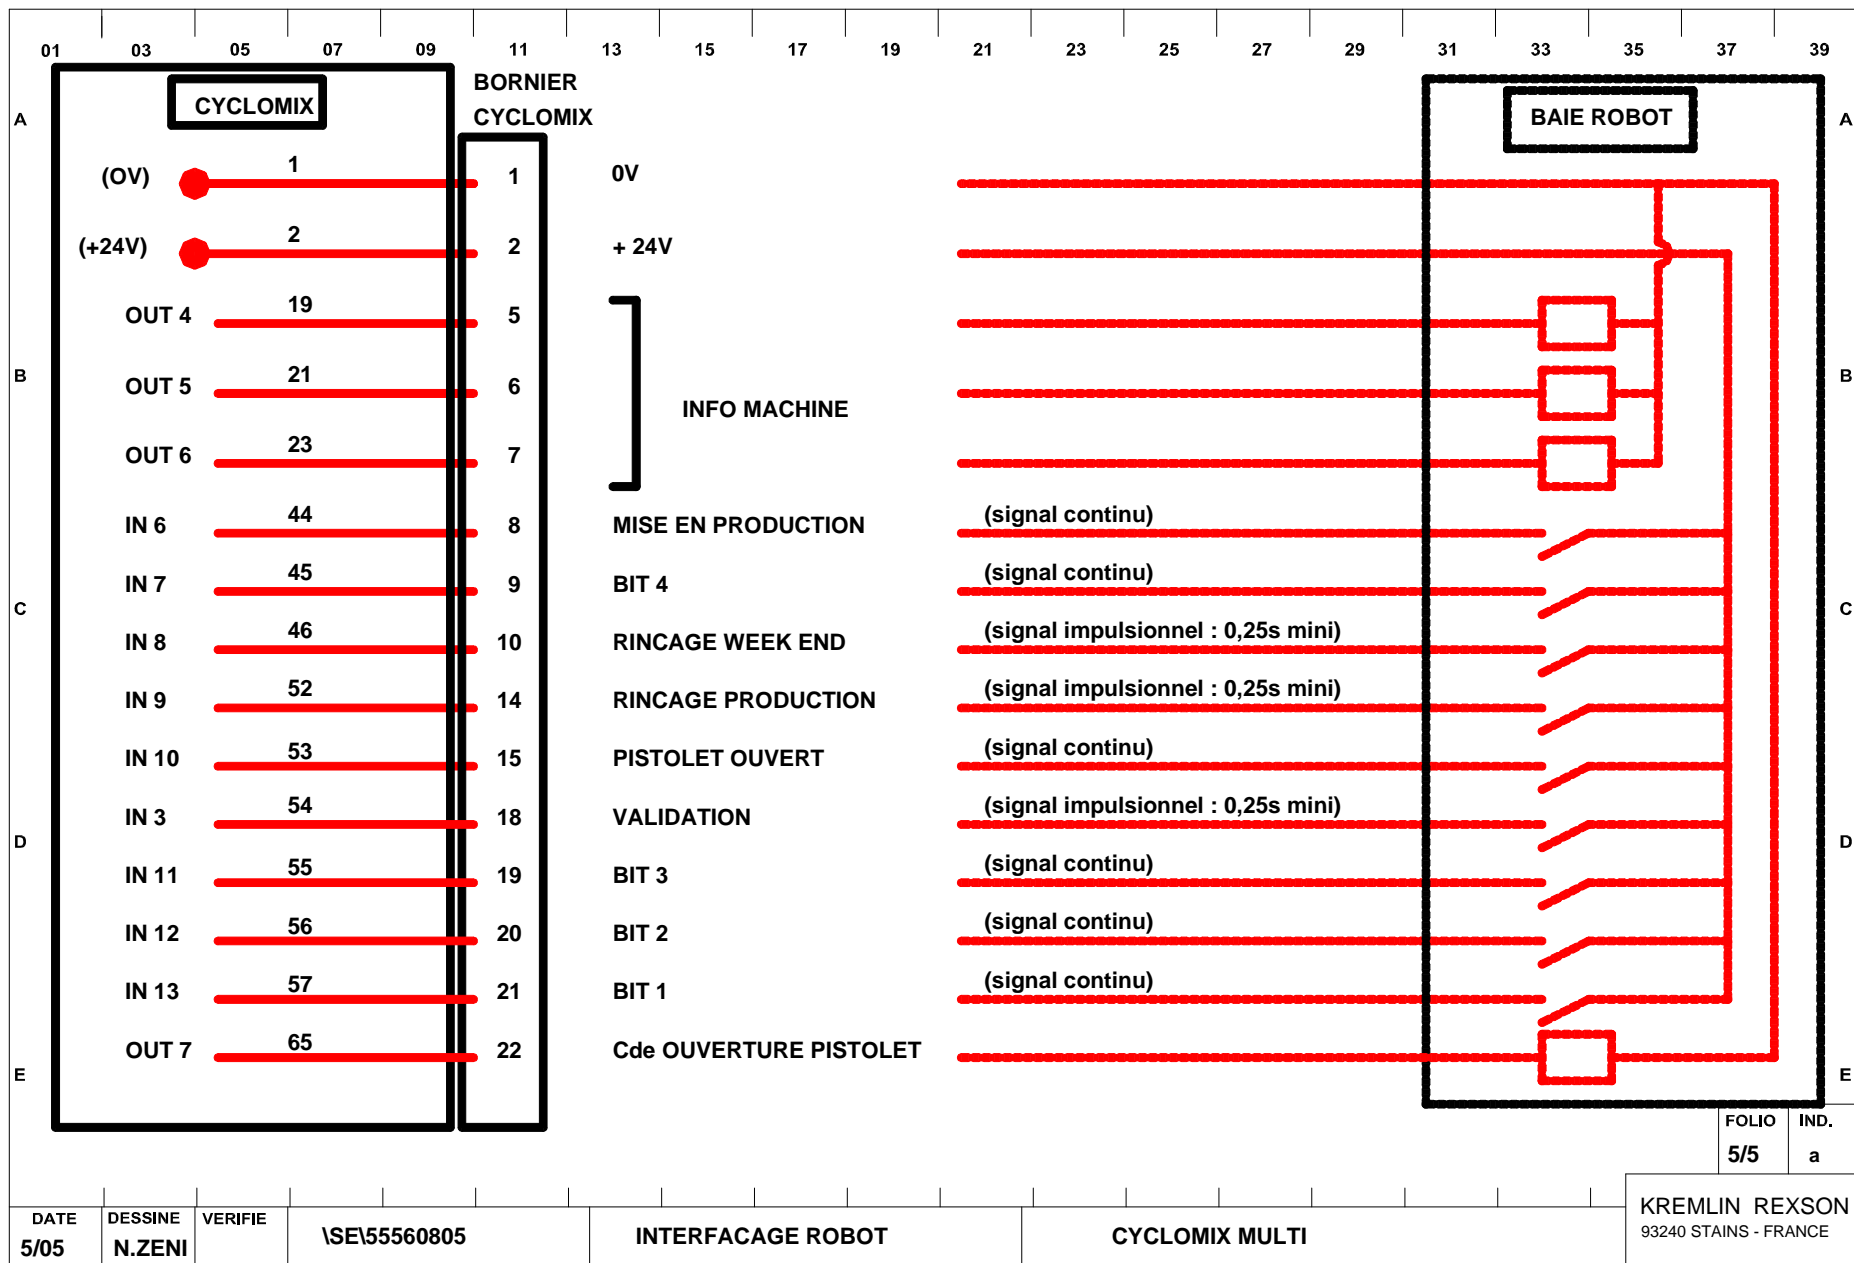 01 03 05 07 09 11 13 15 17 19 21 23 25 27 29 31 33 35 37 39
CYCLOMIX
BORNIER
CYCLOMIX
BAIE ROBOT
A A
(OV) 1 1 0V
(+24V) 2 2 + 24V
OUT 4 19 5
B B
OUT 5 21 6
INFO MACHINE
OUT 6 23 7
IN 6 44 8 MISE EN PRODUCTION (signal continu)
IN 7 45 9 BIT 4 (signal continu)
C C
IN 8 46 10 RINCAGE WEEK END (signal impulsionnel : 0,25s mini)
IN 9 52 14 RINCAGE PRODUCTION (signal impulsionnel : 0,25s mini)
IN 10 53 15 PISTOLET OUVERT (signal continu)
IN 3 54 18 VALIDATION (signal impulsionnel : 0,25s mini)
D D
IN 11 55 19 BIT 3 (signal continu)
IN 12 56 20 BIT 2 (signal continu)
IN 13 57 21 BIT 1 (signal continu)
OUT 7 65 22 Cde OUVERTURE PISTOLET
E E
FOLIO IND.
5/5 a
DATE DESSINE VERIFIE
5/05 N.ZENI \SE\55560805 INTERFACAGE ROBOT CYCLOMIX MULTI
KREMLIN REXSON
93240 STAINS - FRANCE